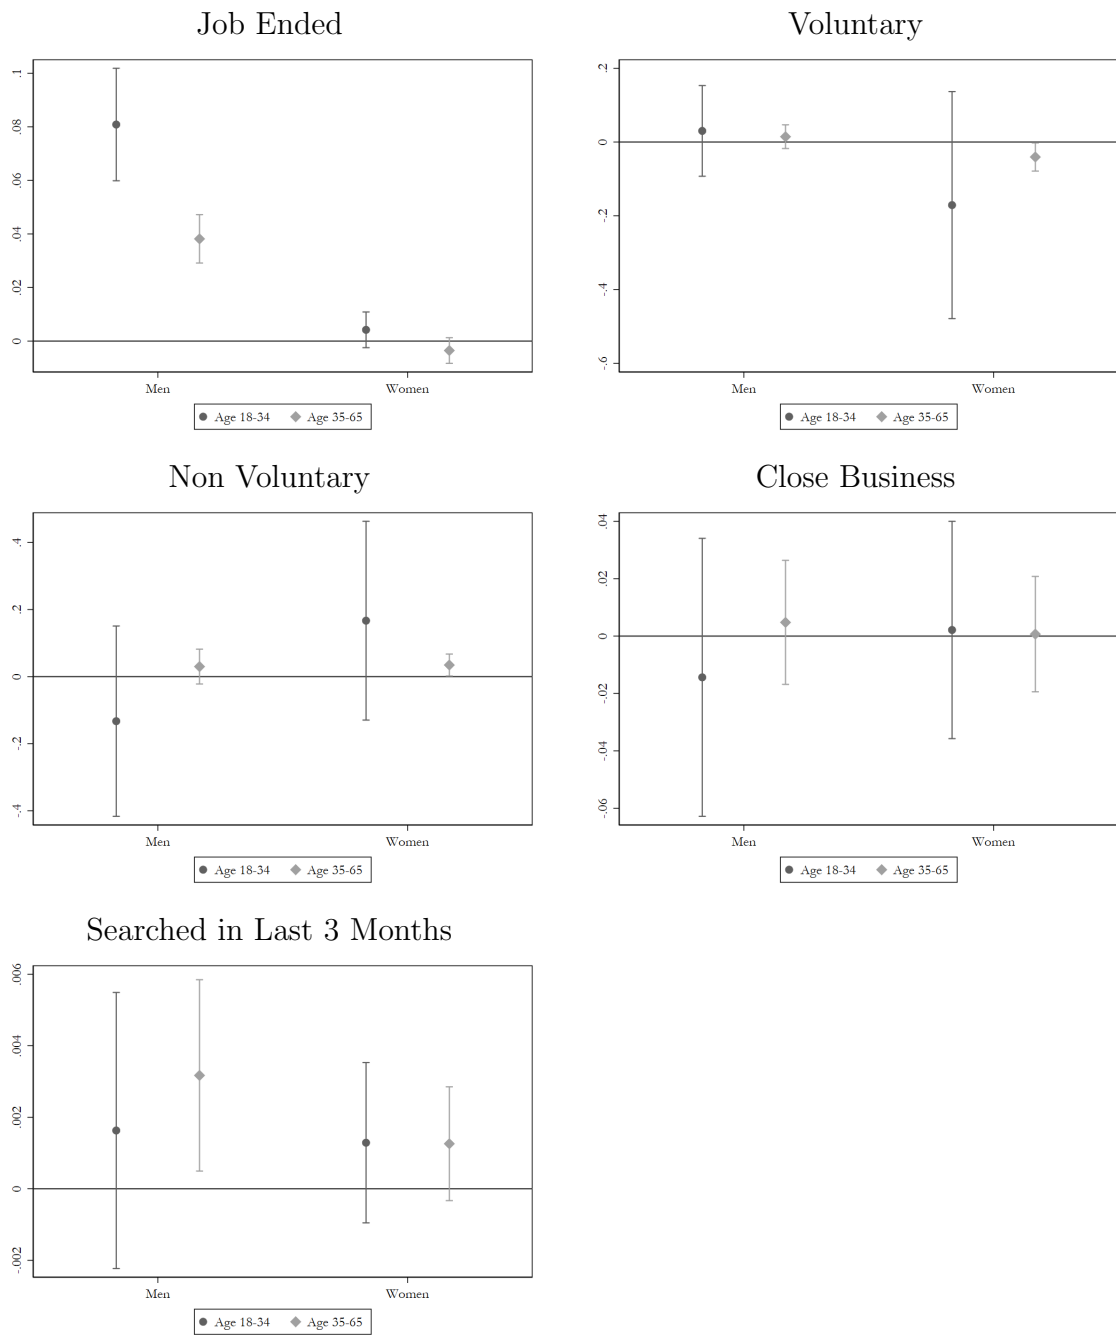 Job Ended
.1
.08
.06
.04
.02
0
Men Women
Age 18-34 Age 35-65
Voluntary
.2
0
-.2
-.4
-.6
Men Women
Age 18-34 Age 35-65
Non Voluntary
.4
.2
0
-.2
-.4
Men Women
Age 18-34 Age 35-65
Close Business
.04
.02
0
-.02
-.04
-.06
Men Women
Age 18-34 Age 35-65
Searched in Last 3 Months
.006
.004
.002
0
-.002
Men Women
Age 18-34 Age 35-65